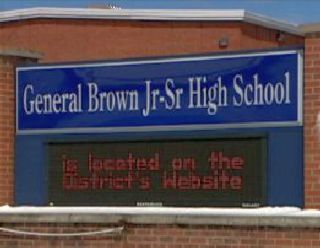 General Brown Jr-Sr High School
is located on the
District's Website